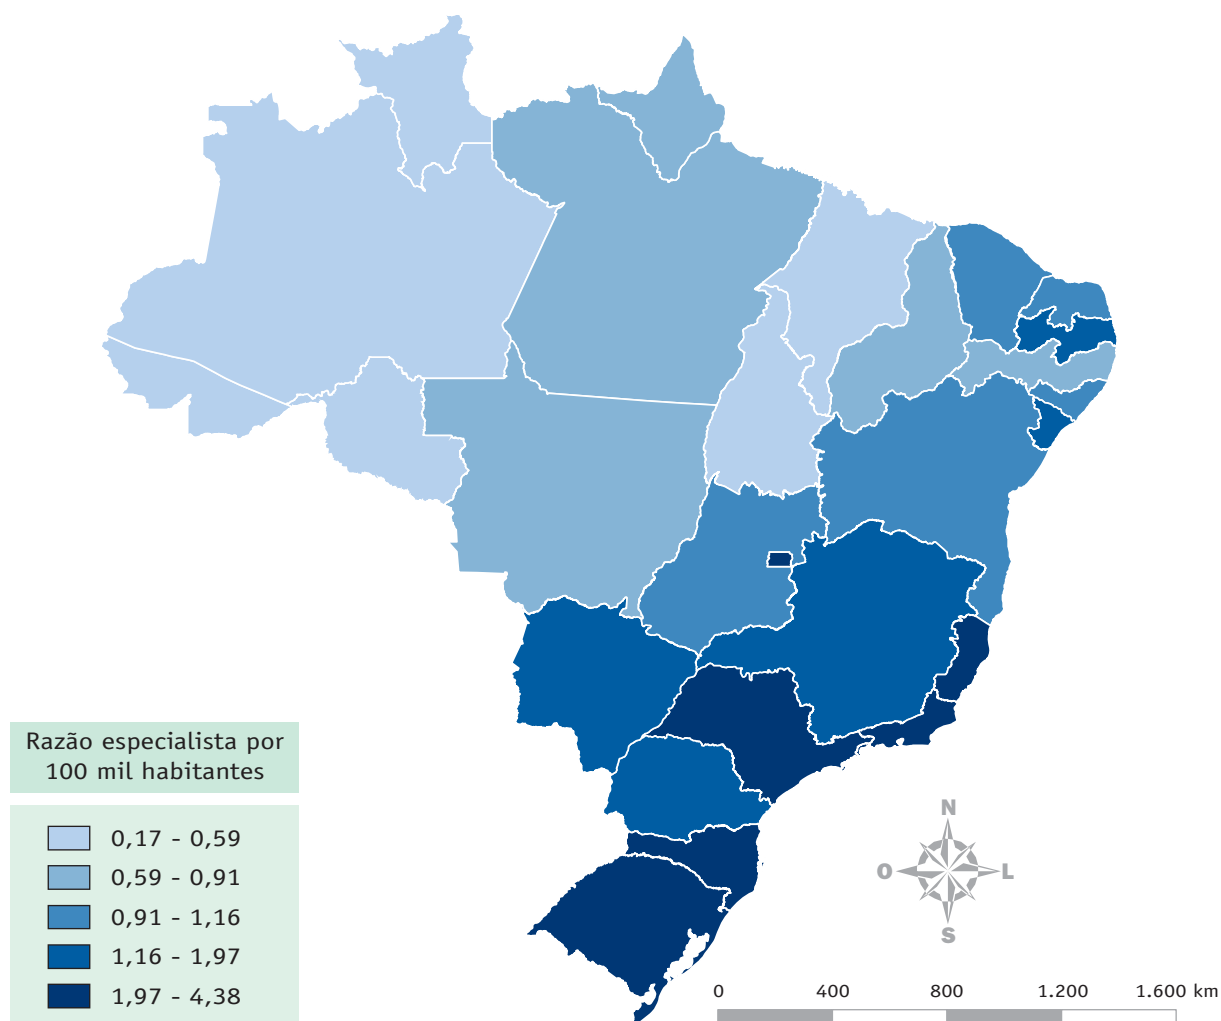 Razão especialista por
100 mil habitantes
0,17 - 0,59
0,59 - 0,91
0,91 - 1,16
1,16 - 1,97
1,97 - 4,38
N
O
L
S
0 400 800 1.200 1.600 km